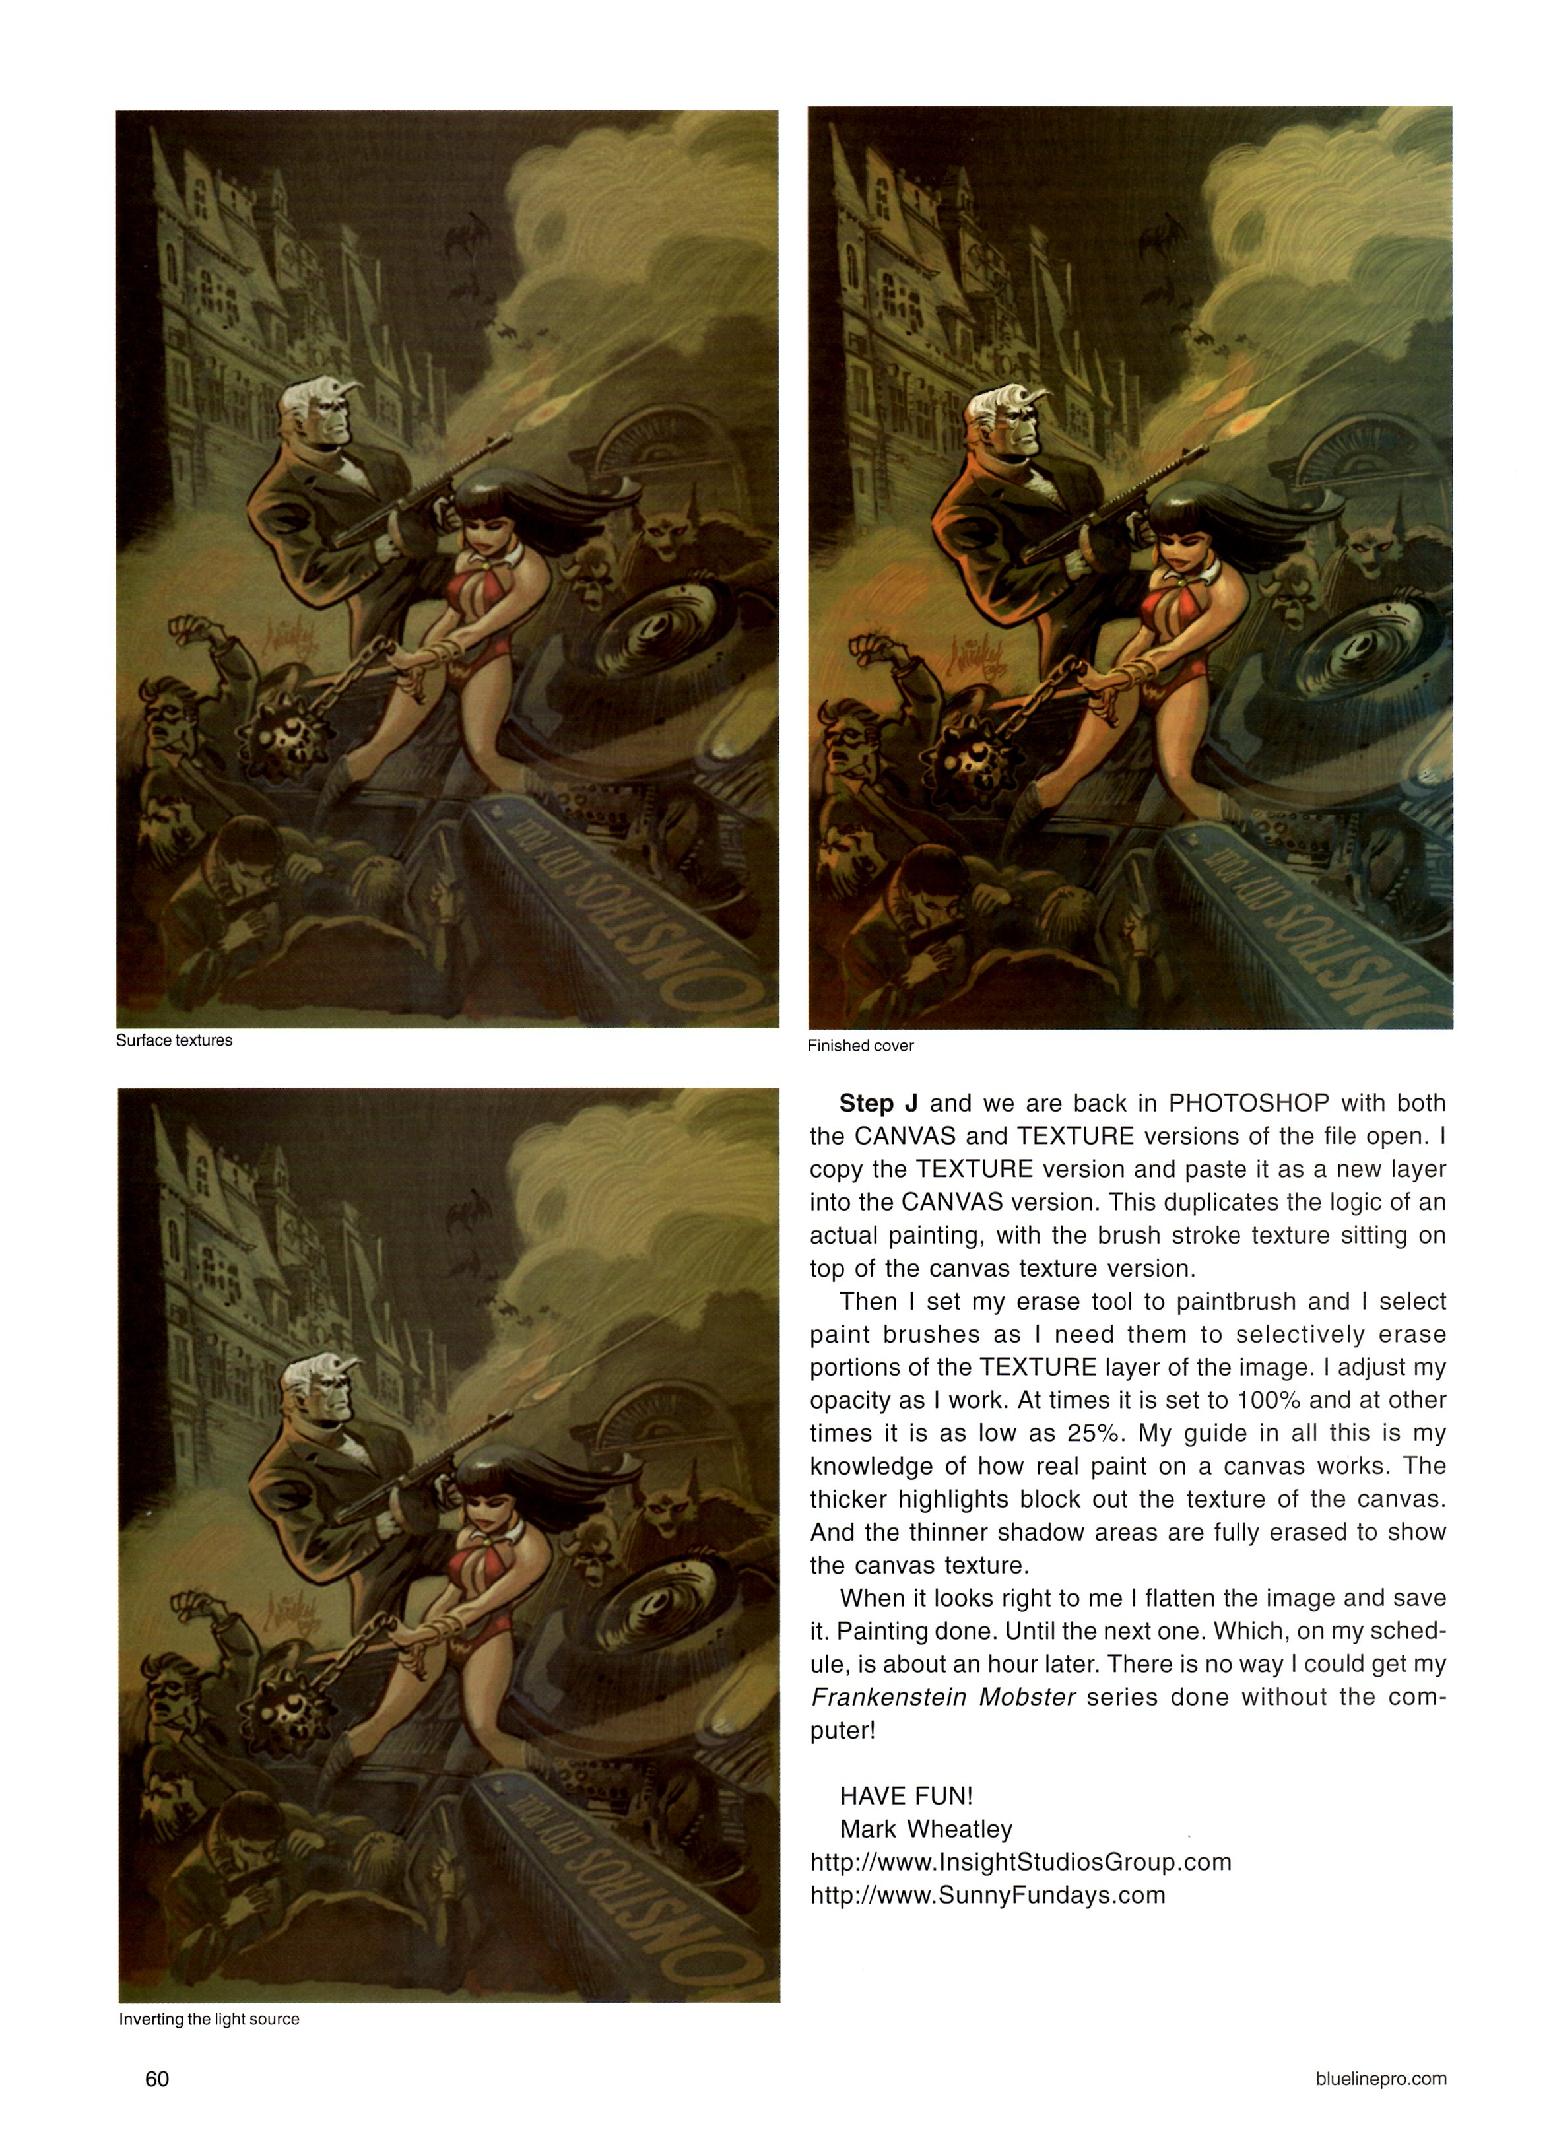 Surface textures
Finished cover
Step J and we are back in PHOTOSHOP with both
the CANVAS and TEXTURE versions of the file open. I
copy the TEXTURE version and paste it as a new layer
into the CANVAS version. This duplicates the logic of an
actual painting, with the brush stroke texture sitting on
top of the canvas texture version.
Then I set my erase tool to paintbrush and I select
paint brushes as I need them to selectively erase
portions of the TEXTURE layer of the image. I adjust my
opacity as I work. At times it is set to 100% and at other
times it is as low as 25%. My guide in all this is my
knowledge of how real paint on a canvas works. The
thicker highlights block out the texture of the canvas.
And the thinner shadow areas are fully erased to show
the canvas texture.
When it looks right to me I flatten the image and save
it. Painting done. Until the next one. Which, on my sched-
ule, is about an hour later. There is no way I could get my
Frankenstein Mobster series done without the com-
puter!
HAVE FUN!
Mark Wheatley
http://www.InsightStudiosGroup.com
http://www.SunnyFundays.com
Inverting the light source
60
bluelinepro.com